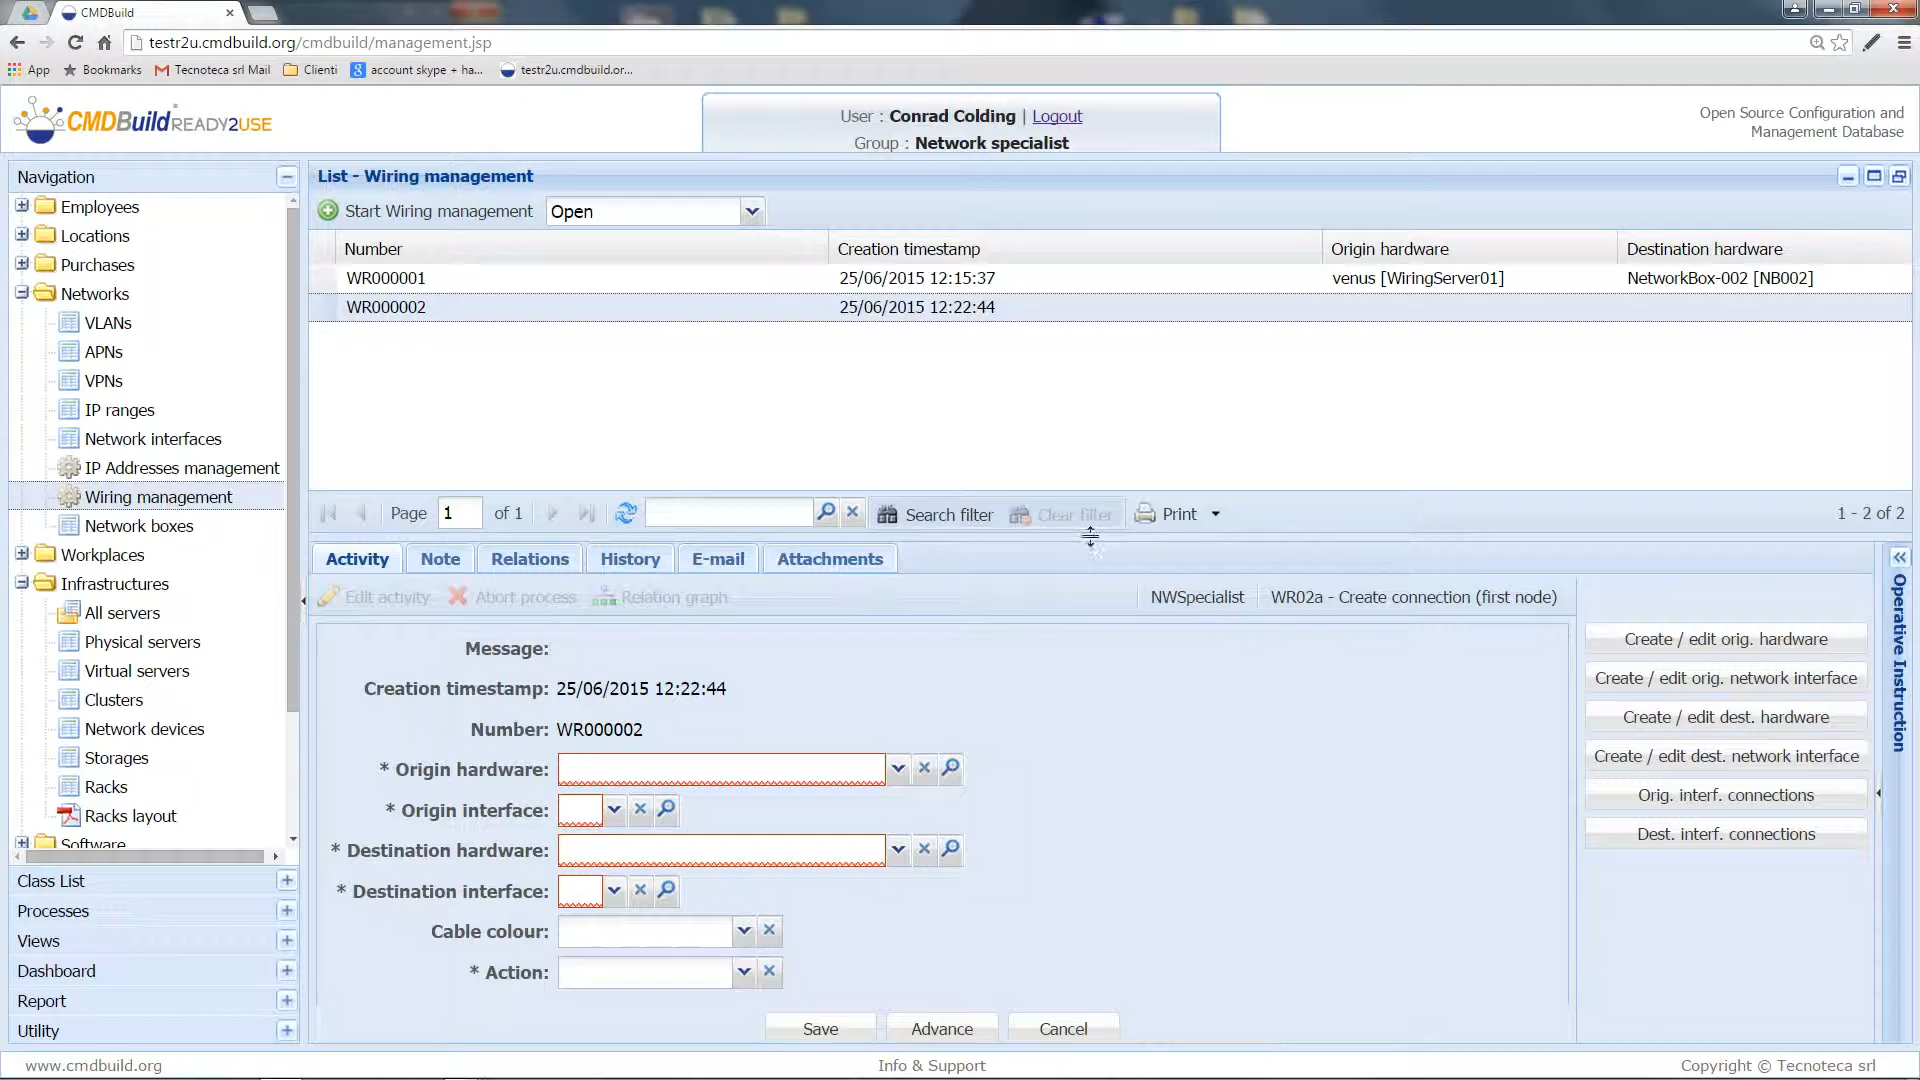 CMDBuild
testr2u.cmdbuild.org/cmdbuild/management.jsp
App Bookmarks Tecnoteca srl Mail Clienti account skype + ha... testr2u.cmdbuild.or...
CMDBuild READY2USE
User : Conrad Colding | Logout
Group : Network specialist
Open Source Configuration and
Management Database
Navigation
Employees
Locations
Purchases
Networks
VLANs
APNs
VPNs
IP ranges
Network interfaces
IP Addresses management
Wiring management
Network boxes
Workplaces
Infrastructures
All servers
Physical servers
Virtual servers
Clusters
Network devices
Storages
Racks
Racks layout
Software
Class List
Processes
Views
Dashboard
Report
Utility
List - Wiring management
Start Wiring management Open
Number Creation timestamp Origin hardware Destination hardware
WR000001 25/06/2015 12:15:37 venus [WiringServer01] NetworkBox-002 [NB002]
WR000002 25/06/2015 12:22:44
Page 1 of 1 Search filter Clear filter Print 1 - 2 of 2
Activity Note Relations History E-mail Attachments
Edit activity Abort process Relation graph NWSpecialist WR02a - Create connection (first node)
Message:
Creation timestamp: 25/06/2015 12:22:44
Number: WR000002
* Origin hardware:
* Origin interface:
* Destination hardware:
* Destination interface:
Cable colour:
* Action:
Save Advance Cancel
Create / edit orig. hardware
Create / edit orig. network interface
Create / edit dest. hardware
Create / edit dest. network interface
Orig. interf. connections
Dest. interf. connections
Operative Instruction
www.cmdbuild.org Info & Support Copyright © Tecnoteca srl